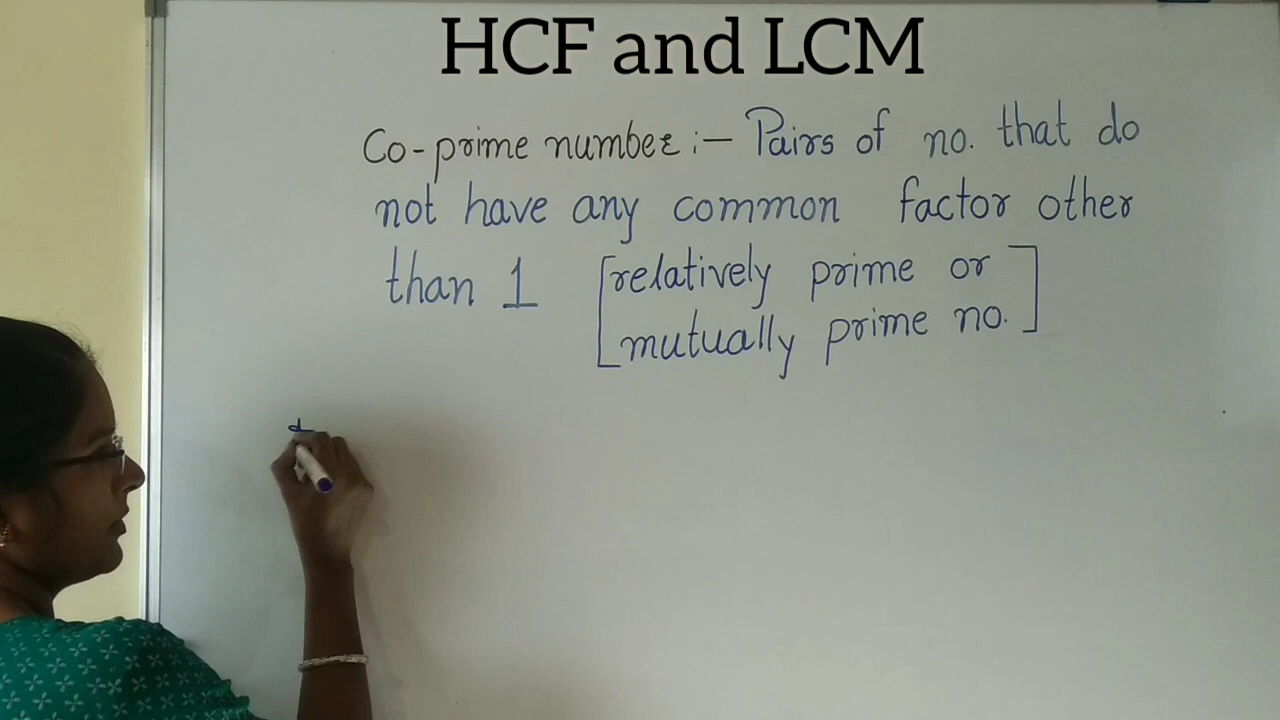 HCF and LCM
Co-prime number :- Pairs of no. that do
not have any common factor other
than 1 [relatively prime or
mutually prime no.]